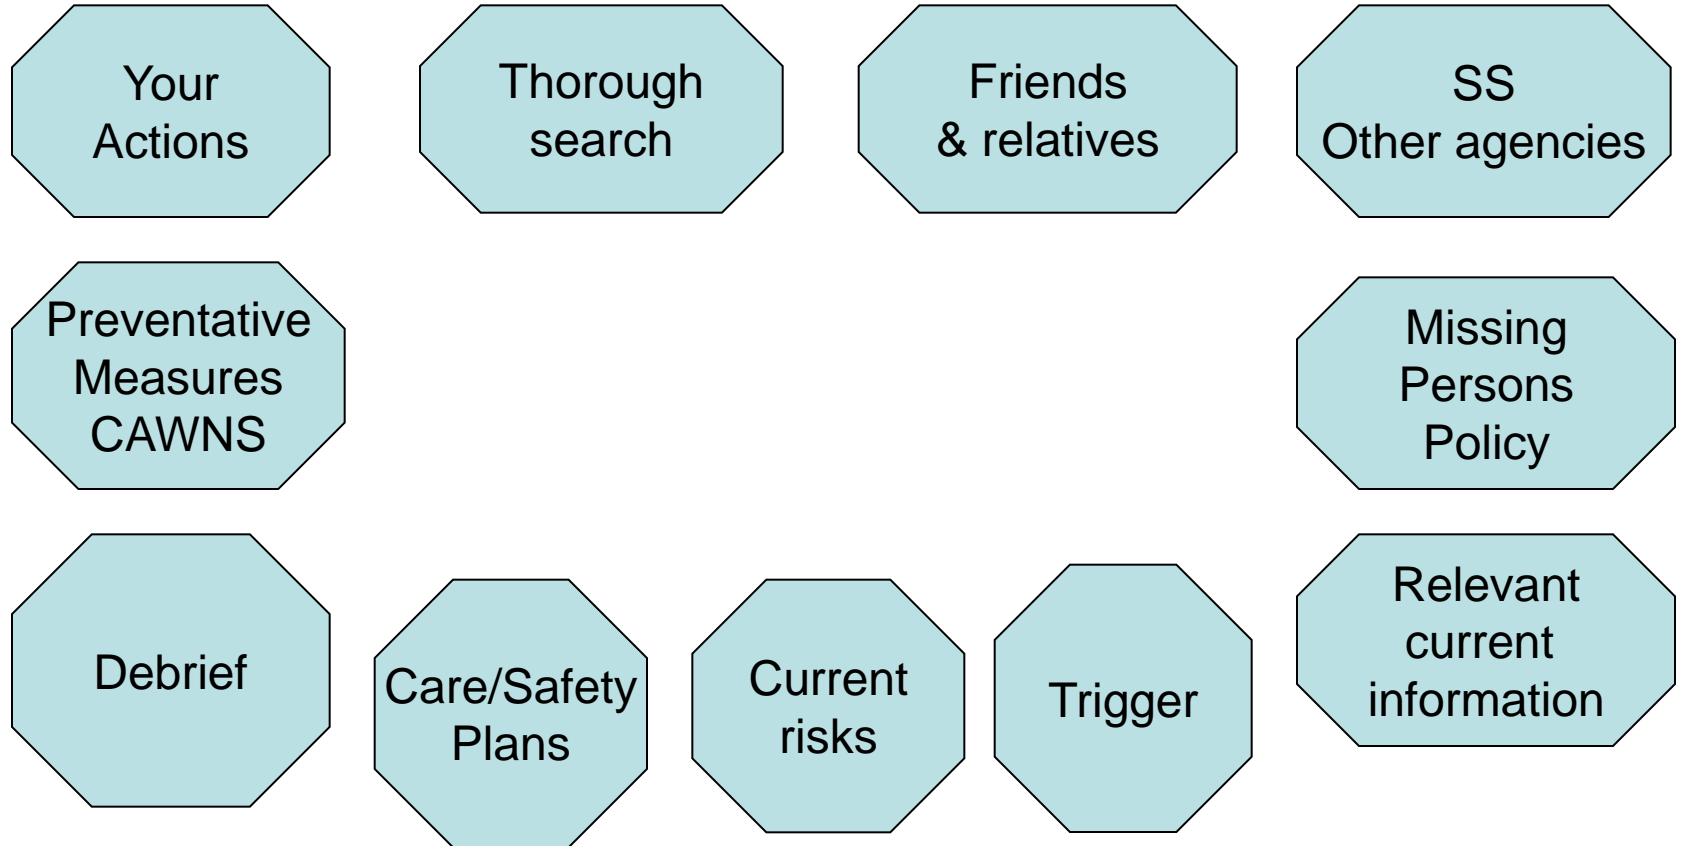 Your
Actions
Thorough
search
Friends
& relatives
SS
Other agencies
Preventative
Measures
CAWNS
Missing
Persons
Policy
Debrief
Care/Safety
Plans
Current
risks
Trigger
Relevant
current
information